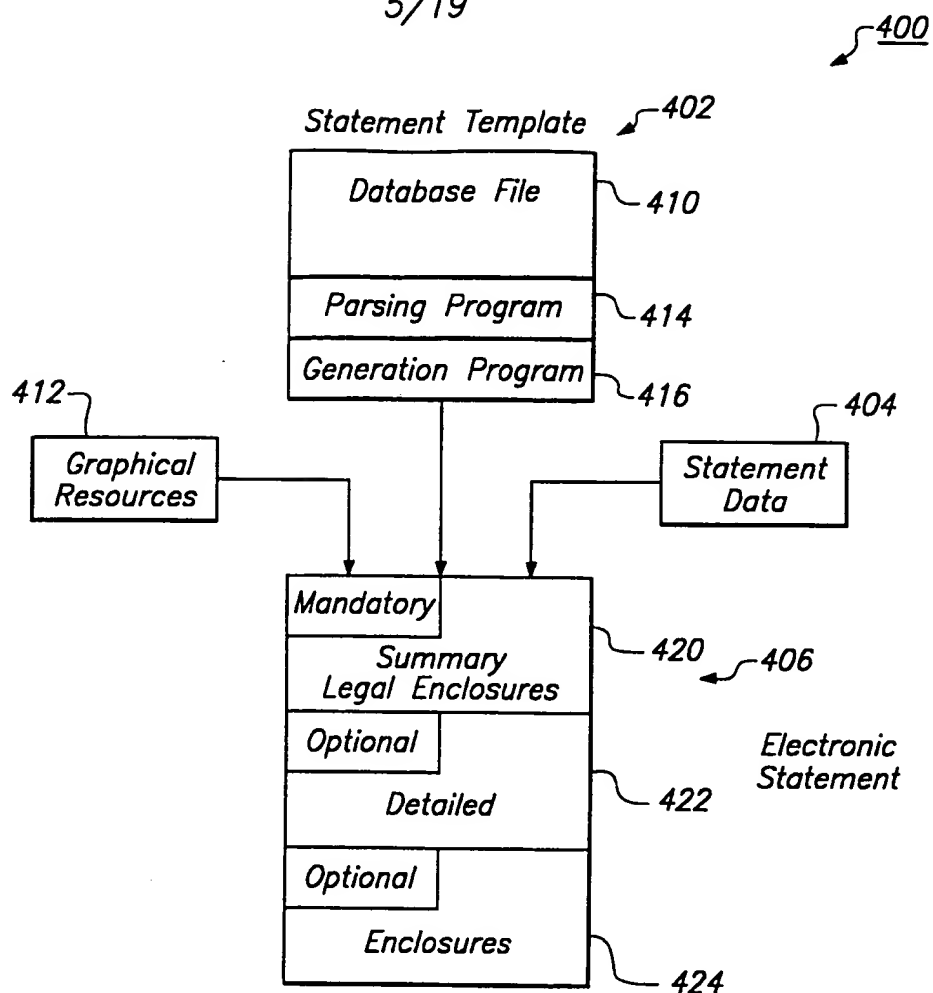 5/19
400
Statement Template
402
Database File
410
Parsing Program
414
Generation Program
416
412
Graphical
Resources
404
Statement
Data
Mandatory
Summary
Legal Enclosures
420
406
Optional
Detailed
422
Electronic
Statement
Optional
Enclosures
424